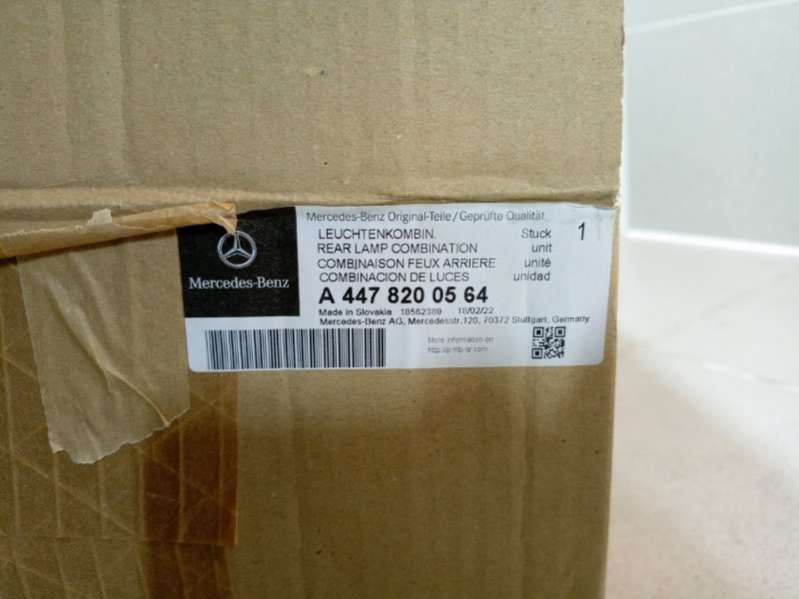 Mercedes-Benz Original-Teile/Geprüfte Qualität
LEUCHTENKOMBIN. Stuck 1
REAR LAMP COMBINATION unit
COMBINAISON FEUX ARRIERE unité
COMBINACION DE LUCES unidad
A 447 820 05 64
Made in Slovakia 18562389 18/02/22
Mercedes-Benz AG, Mercedesstr.120, 70372 Stuttgart, Germany
Mercedes-Benz
More information on